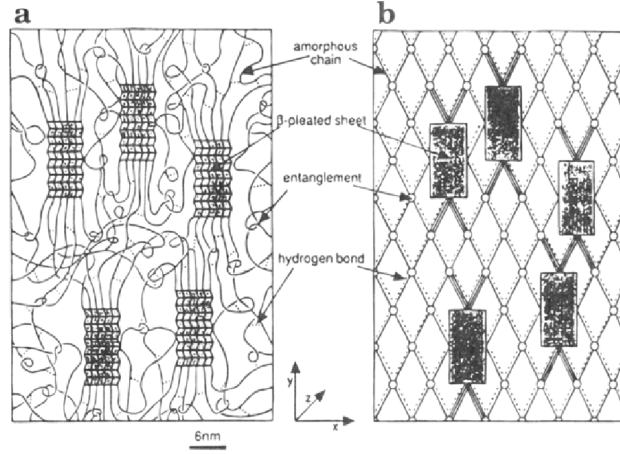 a
b
amorphous
chain
β-pleated sheet
entanglement
hydrogen bond
y
z
x
6nm